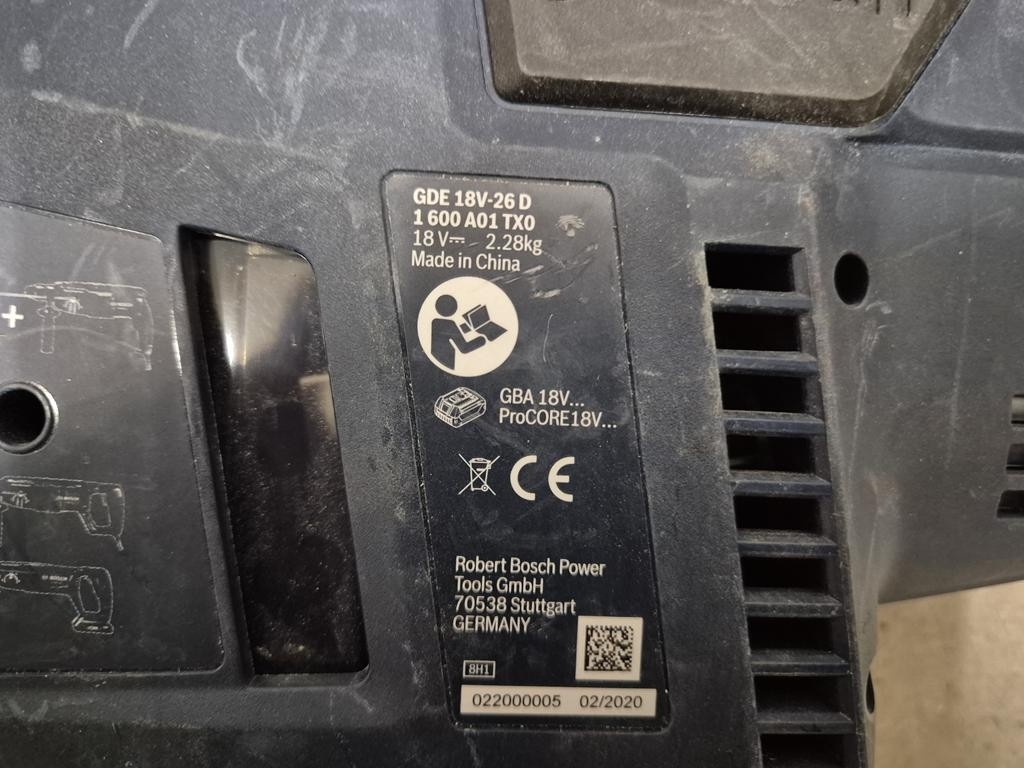 GDE 18V-26 D
1 600 A01 TX0
18 V⎓ 2.28kg
Made in China
GBA 18V...
ProCORE18V...
CE
Robert Bosch Power
Tools GmbH
70538 Stuttgart
GERMANY
8H1
022000005 02/2020
+